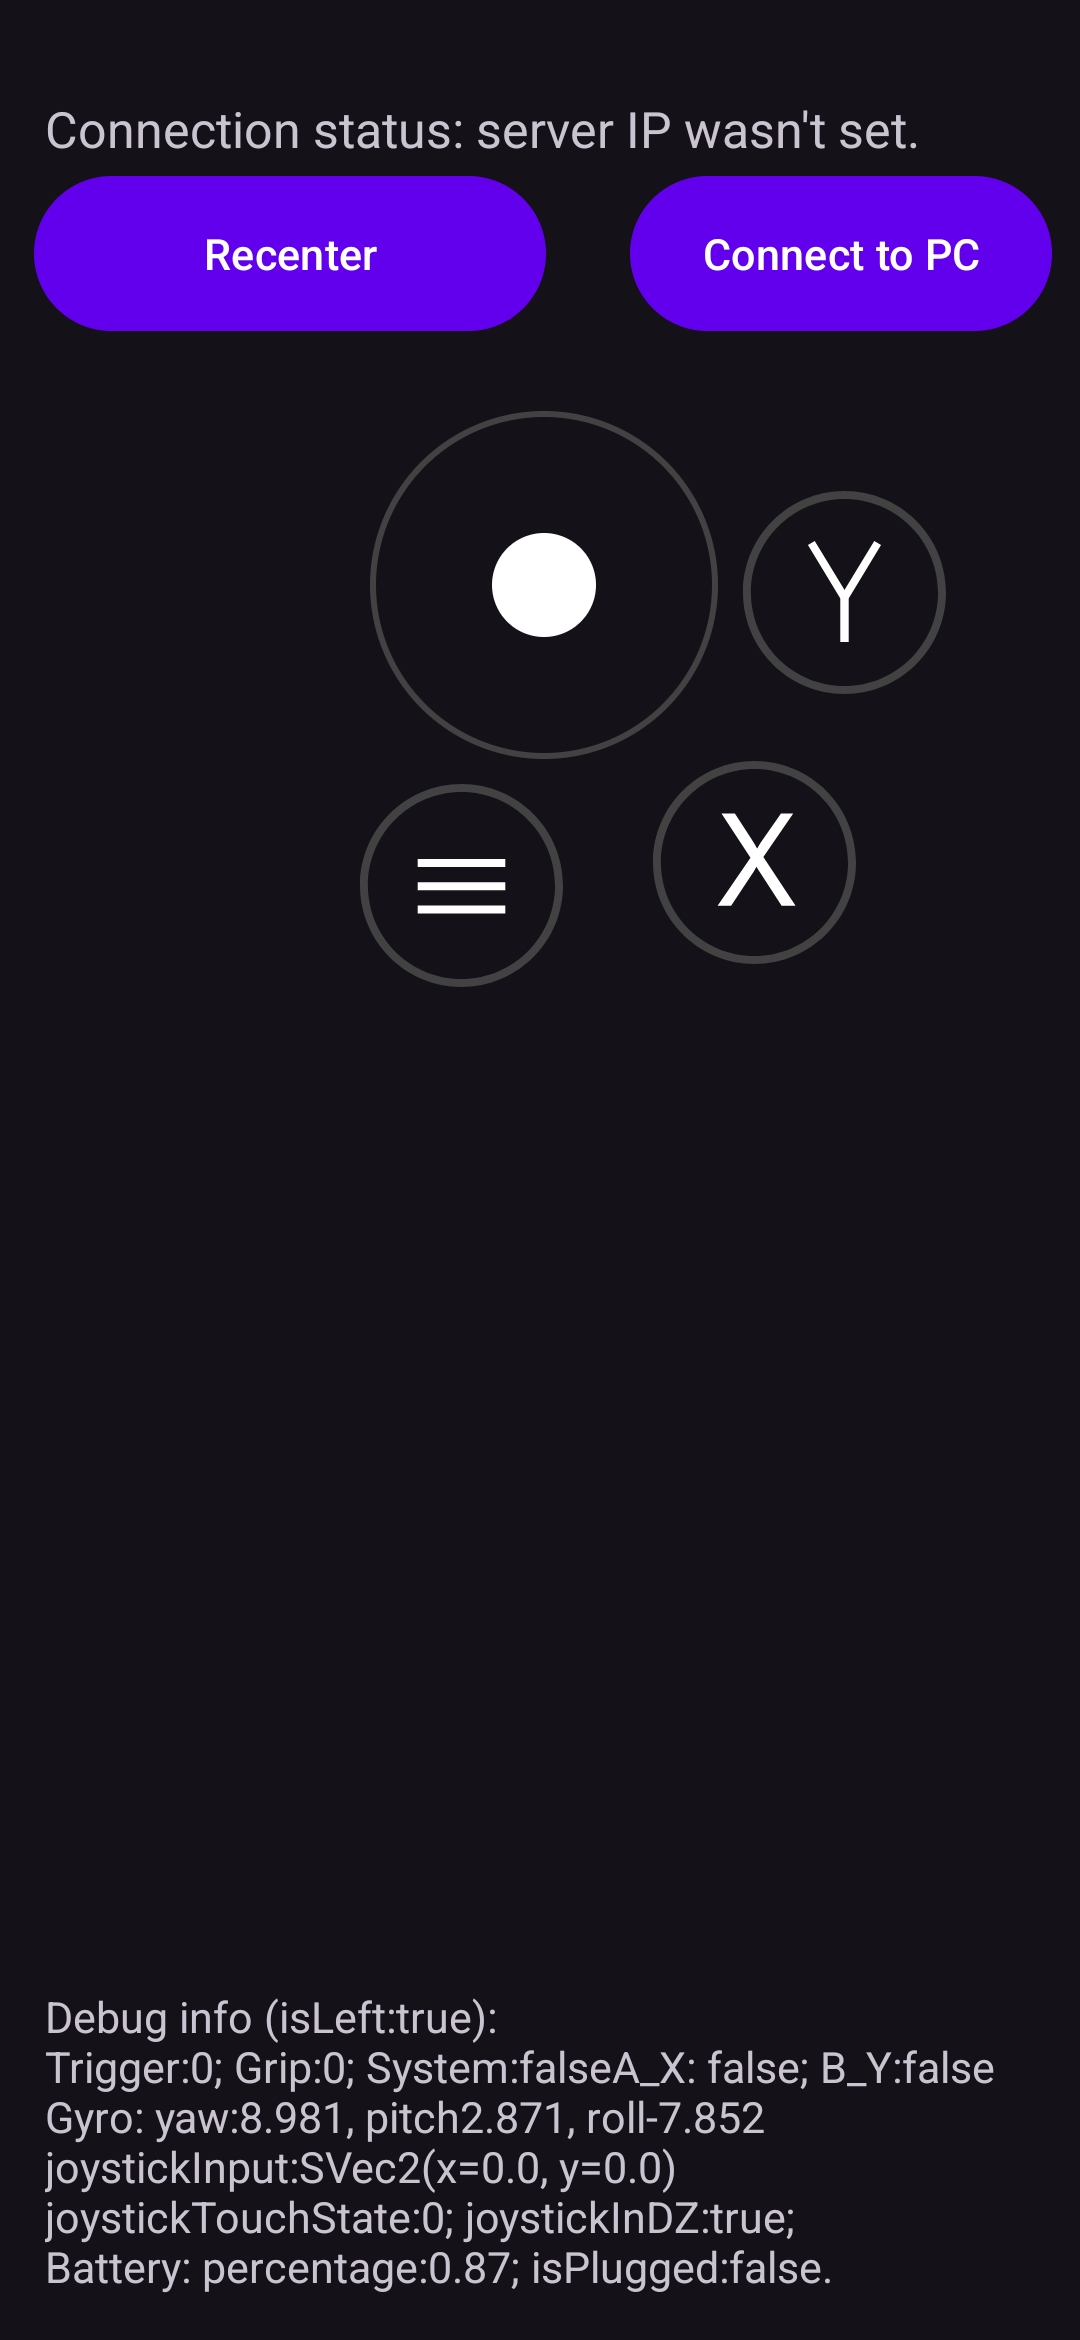 Connection status: server IP wasn't set.
Recenter
Connect to PC
Y
X
Debug info (isLeft:true):
Trigger:0; Grip:0; System:falseA_X: false; B_Y:false
Gyro: yaw:8.981, pitch2.871, roll-7.852
joystickInput:SVec2(x=0.0, y=0.0)
joystickTouchState:0; joystickInDZ:true;
Battery: percentage:0.87; isPlugged:false.